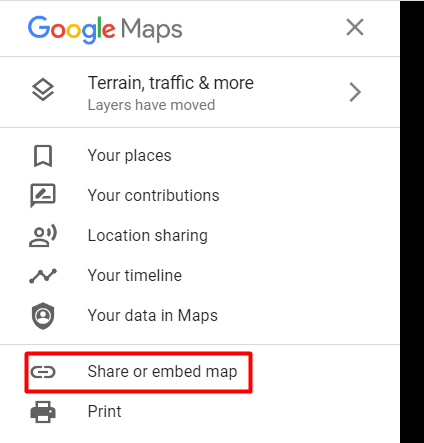 Google Maps
Terrain, traffic & more
Layers have moved
Your places
Your contributions
Location sharing
Your timeline
Your data in Maps
Share or embed map
Print